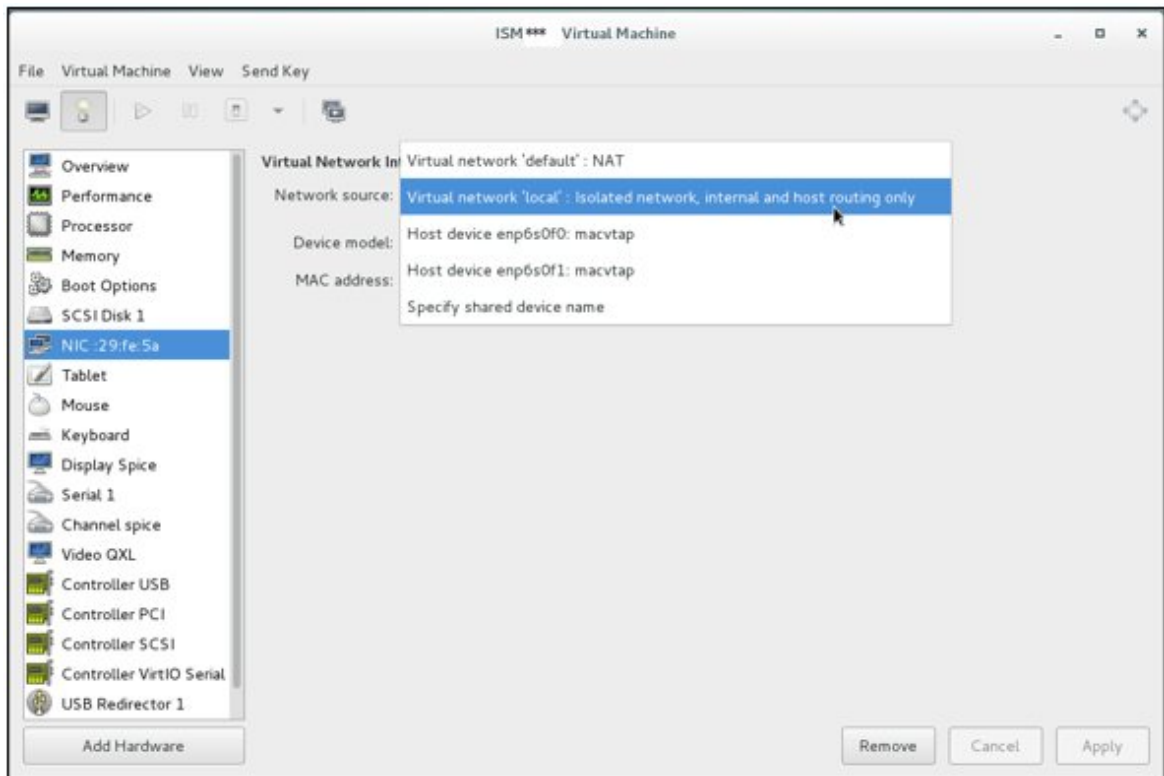 ISM*** Virtual Machine
File Virtual Machine View Send Key
Overview
Performance
Processor
Memory
Boot Options
SCSI Disk 1
NIC :29:fe:5a
Tablet
Mouse
Keyboard
Display Spice
Serial 1
Channel spice
Video QXL
Controller USB
Controller PCI
Controller SCSI
Controller VirtIO Serial
USB Redirector 1
Add Hardware
Virtual Network In
Network source:
Device model:
MAC address:
Virtual network 'default' : NAT
Virtual network 'local' : Isolated network, internal and host routing only
Host device enp6s0f0: macvtap
Host device enp6s0f1: macvtap
Specify shared device name
Remove Cancel Apply